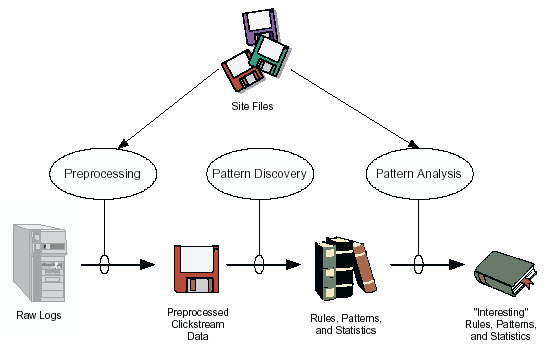 Site Files
Preprocessing
Pattern Discovery
Pattern Analysis
Raw Logs
Preprocessed
Clickstream
Data
Rules, Patterns,
and Statistics
"Interesting"
Rules, Patterns,
and Statistics